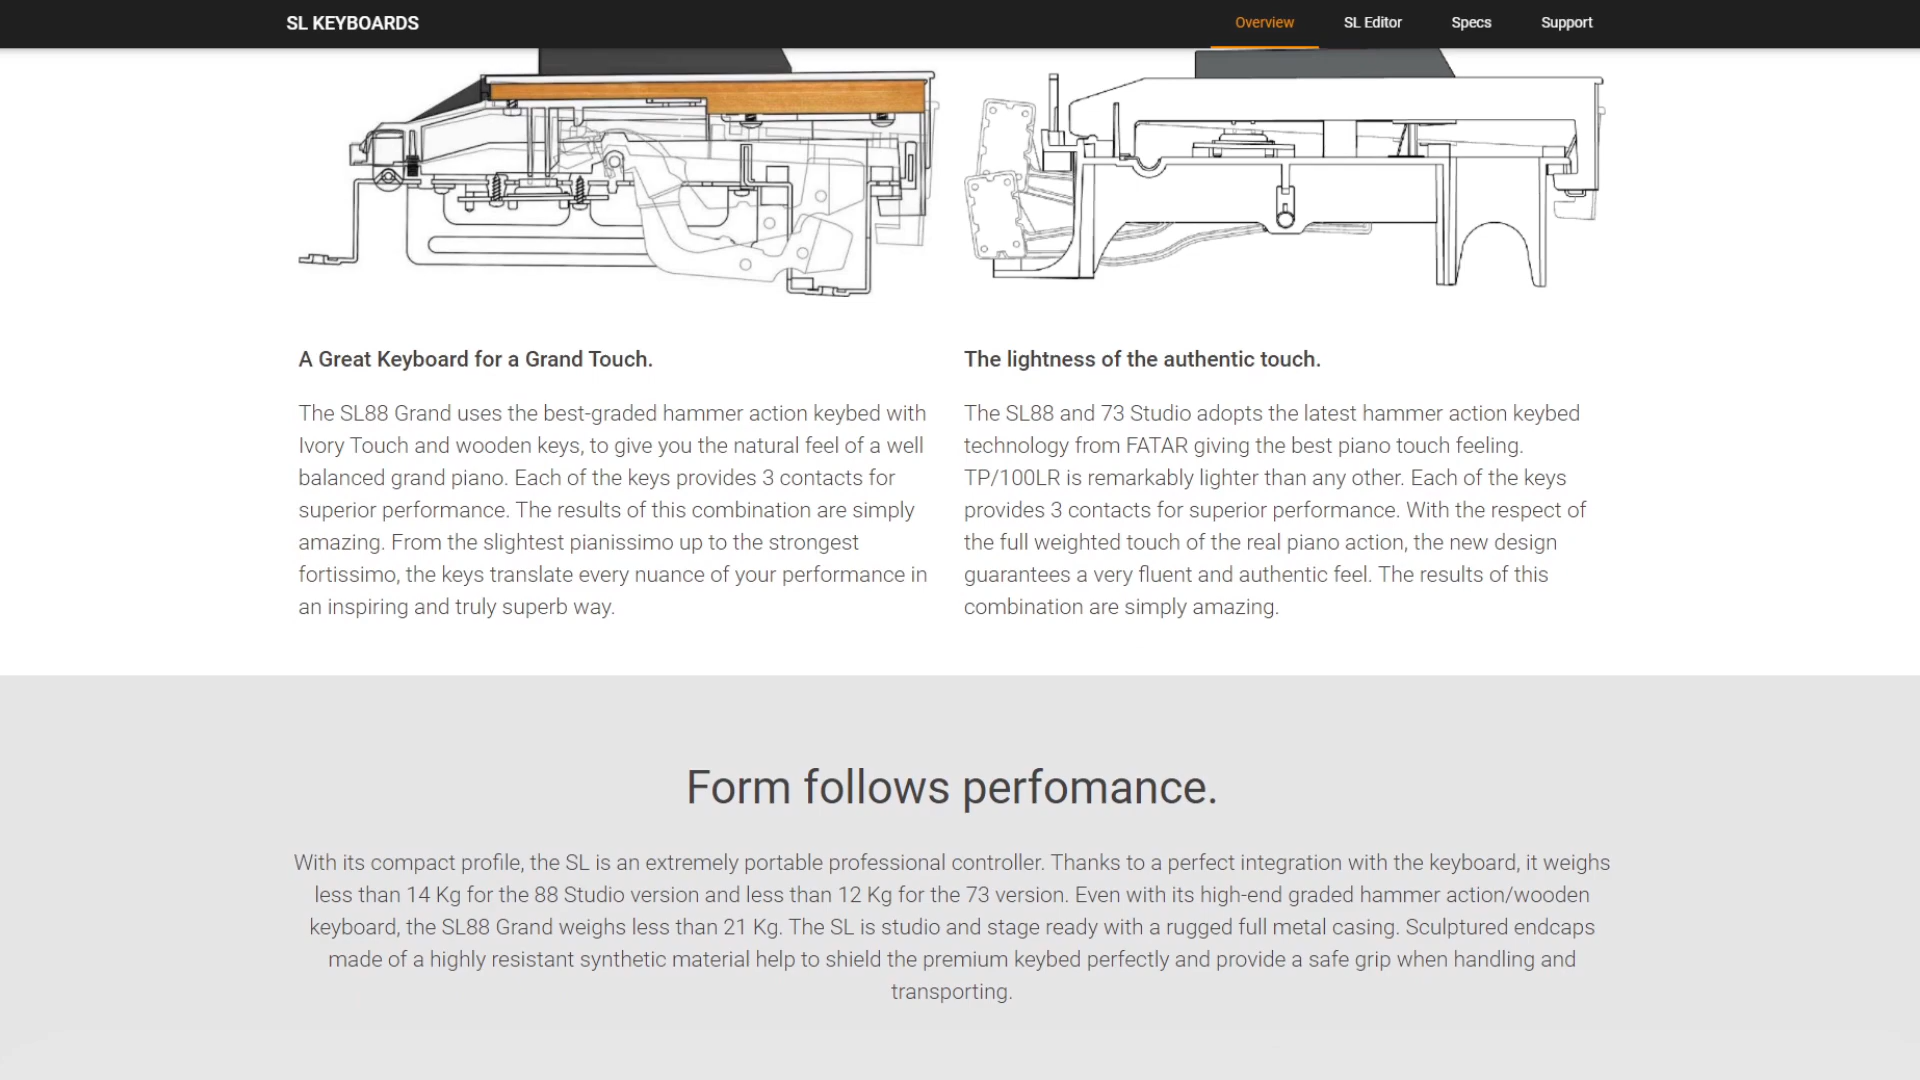 SL KEYBOARDS
Overview
SL Editor
Specs
Support
A Great Keyboard for a Grand Touch.
The SL88 Grand uses the best-graded hammer action keybed with
Ivory Touch and wooden keys, to give you the natural feel of a well
balanced grand piano. Each of the keys provides 3 contacts for
superior performance. The results of this combination are simply
amazing. From the slightest pianissimo up to the strongest
fortissimo, the keys translate every nuance of your performance in
an inspiring and truly superb way.
The lightness of the authentic touch.
The SL88 and 73 Studio adopts the latest hammer action keybed
technology from FATAR giving the best piano touch feeling.
TP/100LR is remarkably lighter than any other. Each of the keys
provides 3 contacts for superior performance. With the respect of
the full weighted touch of the real piano action, the new design
guarantees a very fluent and authentic feel. The results of this
combination are simply amazing.
Form follows perfomance.
With its compact profile, the SL is an extremely portable professional controller. Thanks to a perfect integration with the keyboard, it weighs
less than 14 Kg for the 88 Studio version and less than 12 Kg for the 73 version. Even with its high-end graded hammer action/wooden
keyboard, the SL88 Grand weighs less than 21 Kg. The SL is studio and stage ready with a rugged full metal casing. Sculptured endcaps
made of a highly resistant synthetic material help to shield the premium keybed perfectly and provide a safe grip when handling and
transporting.